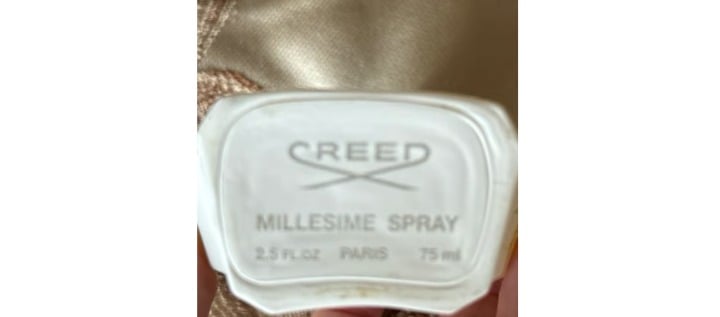 CREED
MILLESIME SPRAY
2.5 FL.OZ PARIS 75 ml